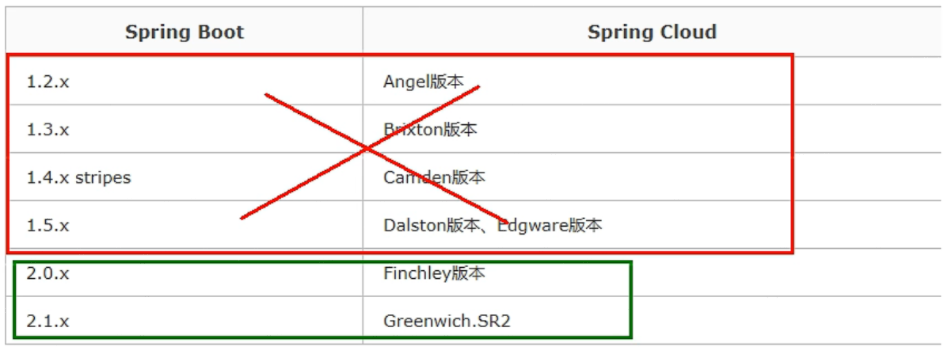 Spring Boot Spring Cloud
1.2.x Angel版本
1.3.x Brixton版本
1.4.x stripes Camden版本
1.5.x Dalston版本、Edgware版本
2.0.x Finchley版本
2.1.x Greenwich.SR2